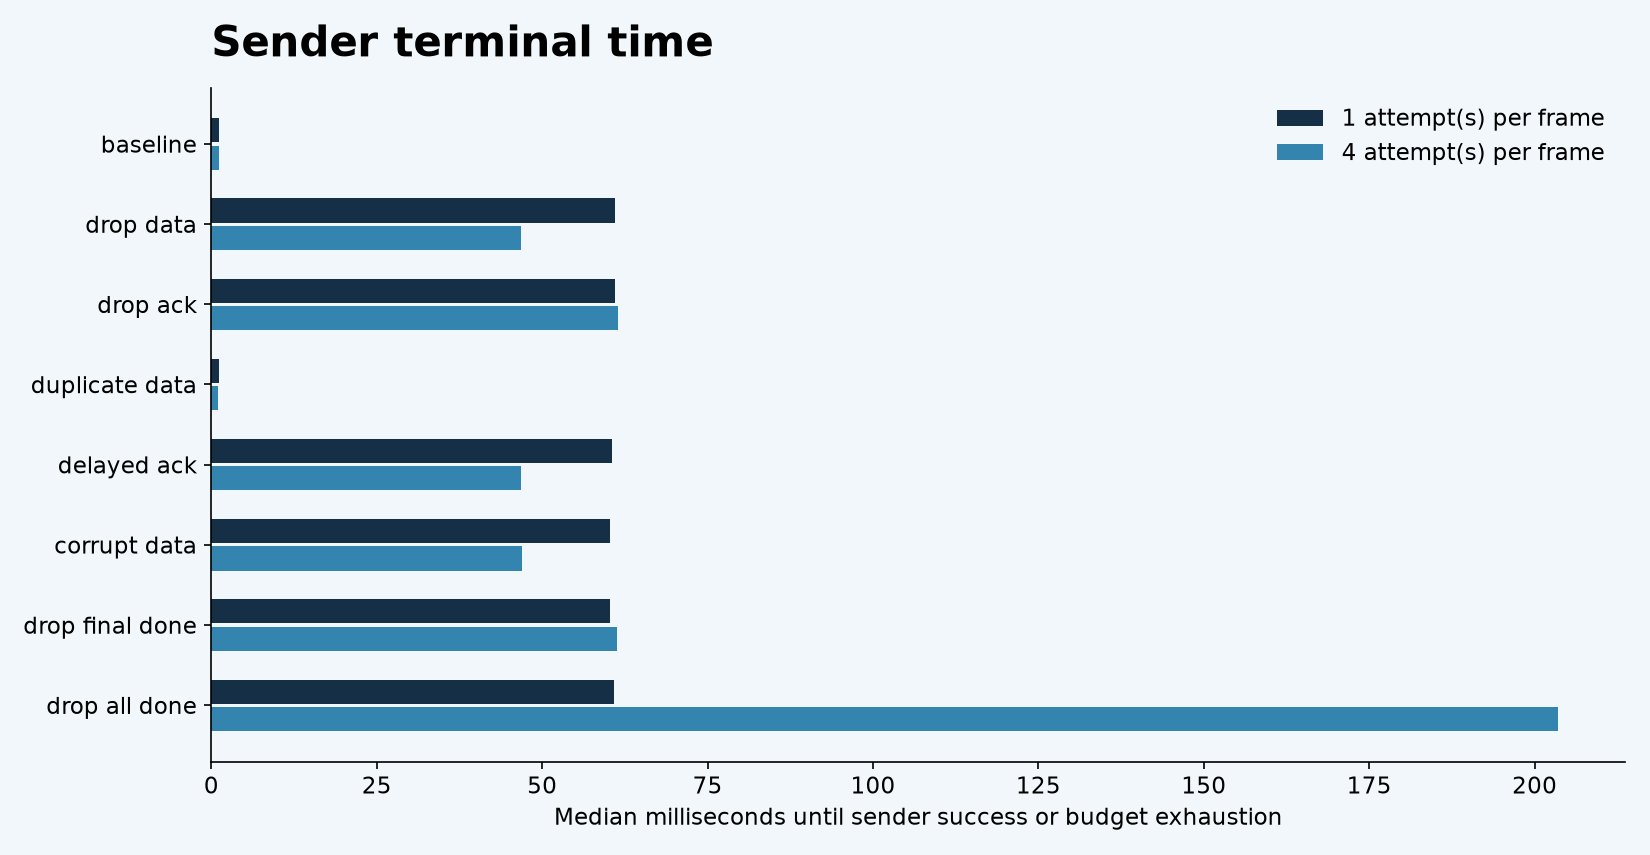 Sender terminal time
1 attempt(s) per frame
4 attempt(s) per frame
baseline
drop data
drop ack
duplicate data
delayed ack
corrupt data
drop final done
drop all done
0 25 50 75 100 125 150 175 200
Median milliseconds until sender success or budget exhaustion